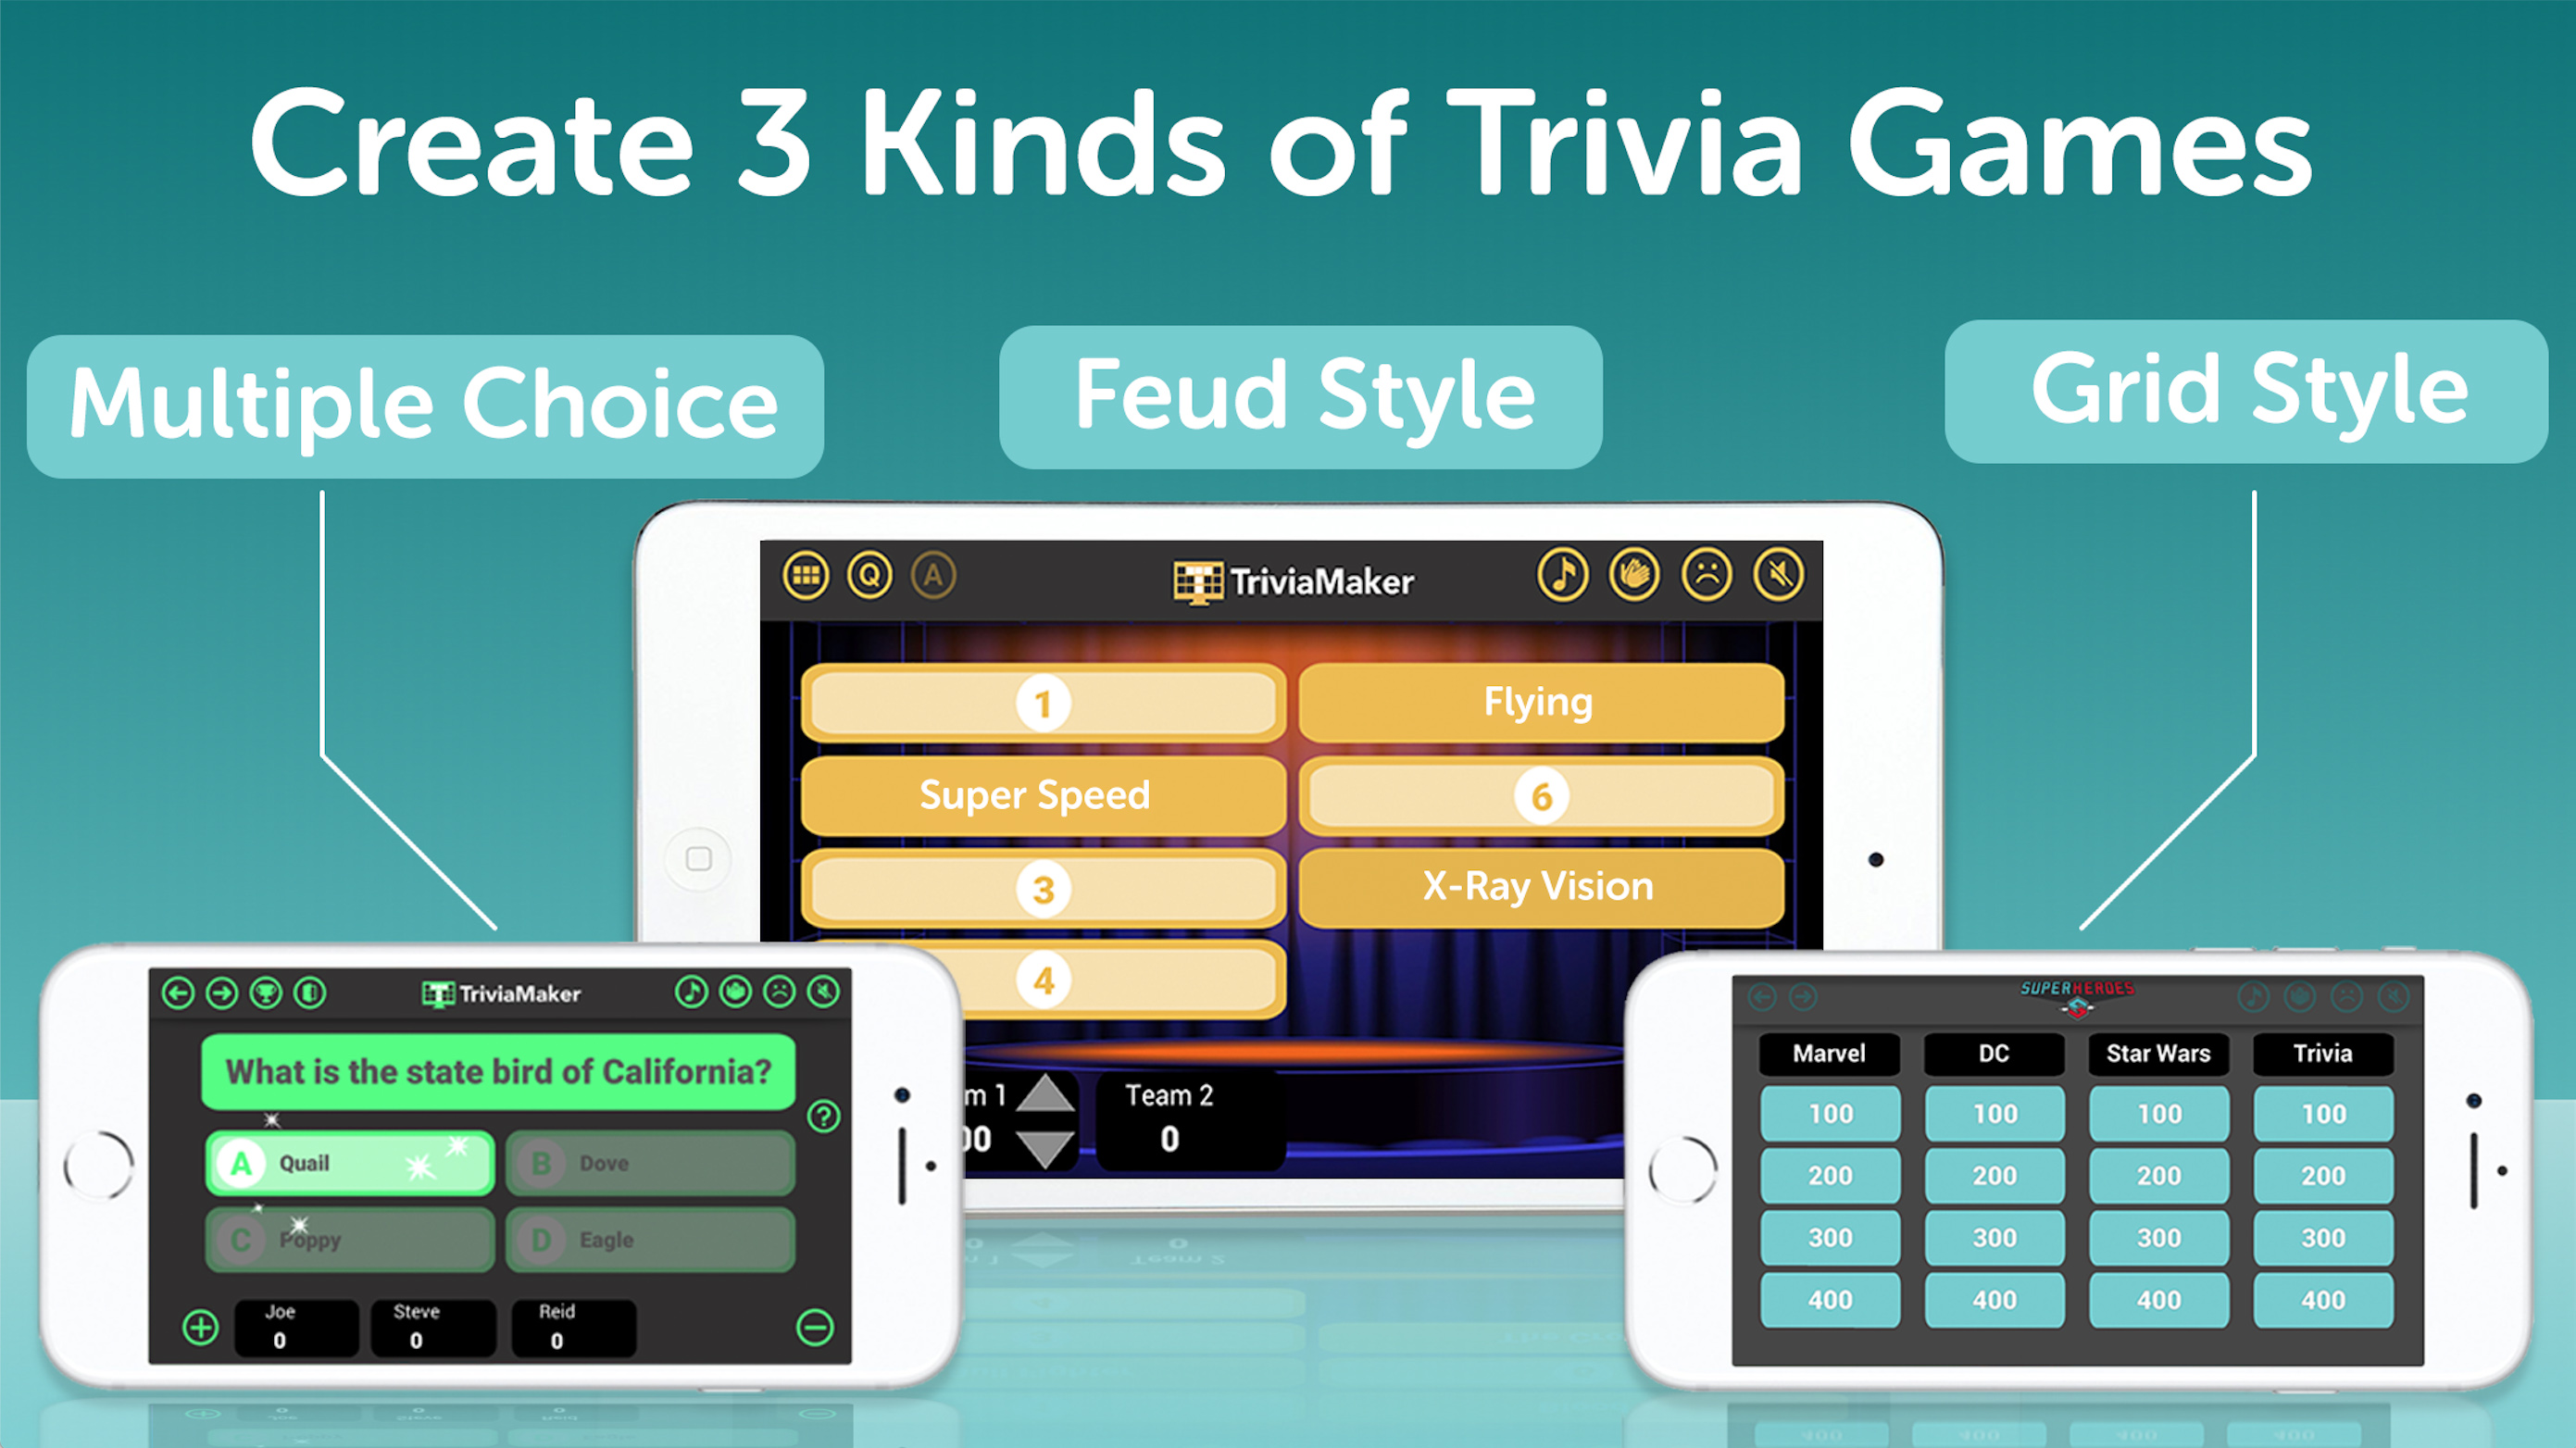 Create 3 Kinds of Trivia Games
Multiple Choice
Feud Style
Grid Style
Q
A
TriviaMaker
1
Flying
Super Speed
6
3
X-Ray Vision
4
m 1
Team 2
00
0
TriviaMaker
What is the state bird of California?
?
A Quail
B Dove
C Poppy
D Eagle
Joe
Steve
Reid
0
0
0
SUPERHEROES
S
Marvel
DC
Star Wars
Trivia
100
100
100
100
200
200
200
200
300
300
300
300
400
400
400
400